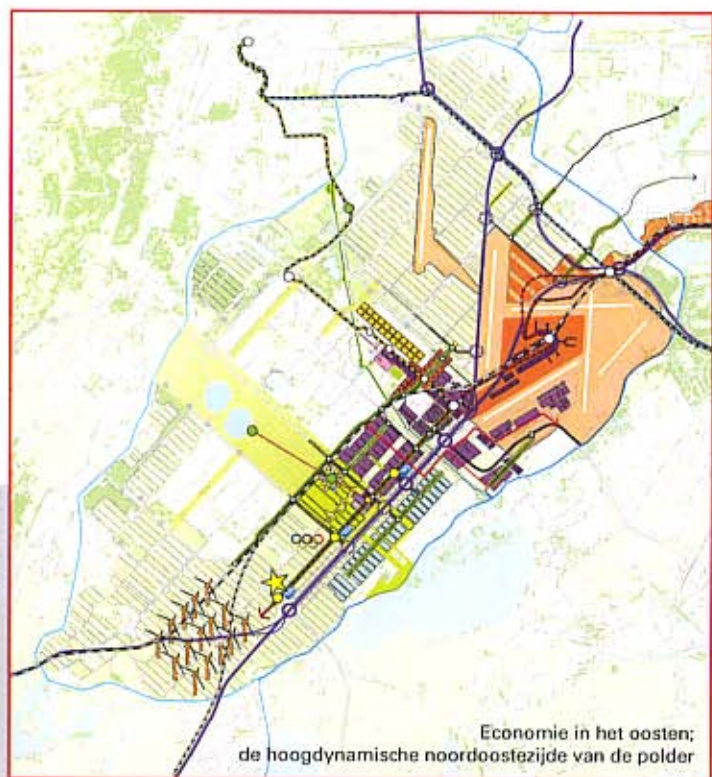 Economie in het oosten;
de hoogdynamische noordoostezijde van de polder